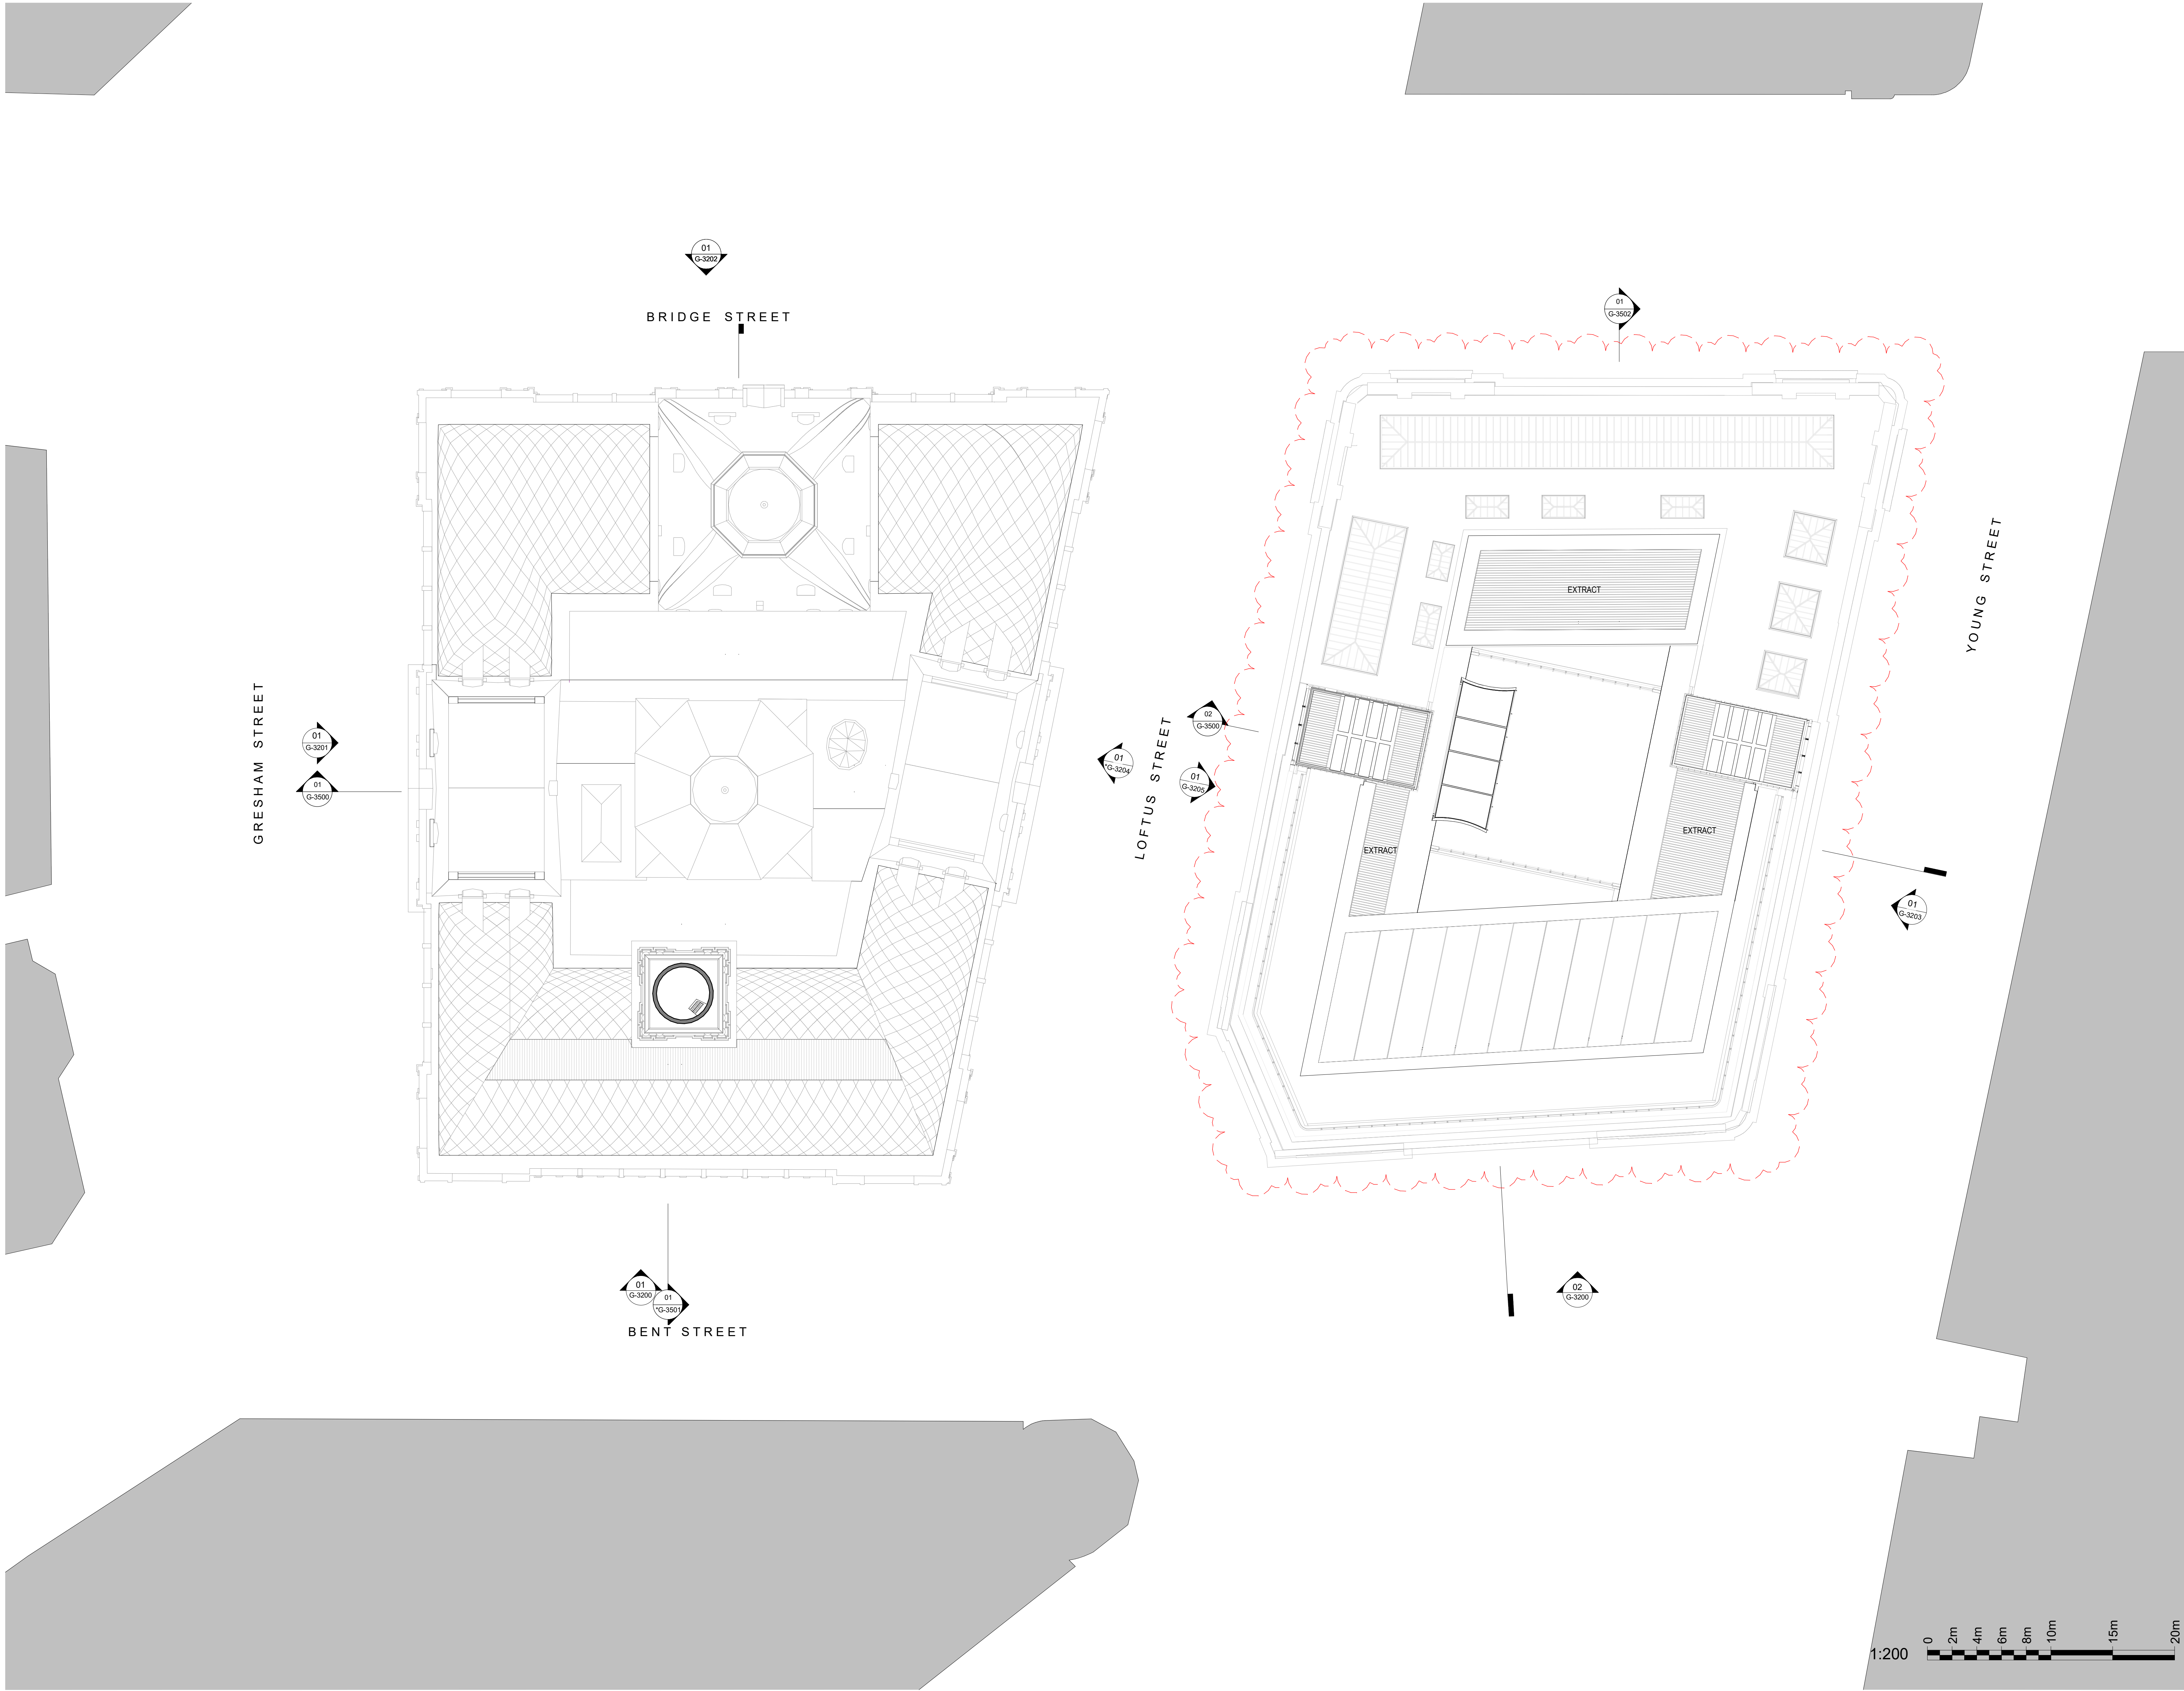 01
G-3202
BRIDGE STREET
01
G-3502
YOUNG STREET
EXTRACT
GRESHAM STREET
01
G-3201
01
G-3500
LOFTUS STREET
02
G-3500
01
*G-3204
01
G-3205
EXTRACT
EXTRACT
01
G-3203
01
G-3200
01
*G-3501
02
G-3200
BENT STREET
1:200
0
2m
4m
6m
8m
10m
15m
20m